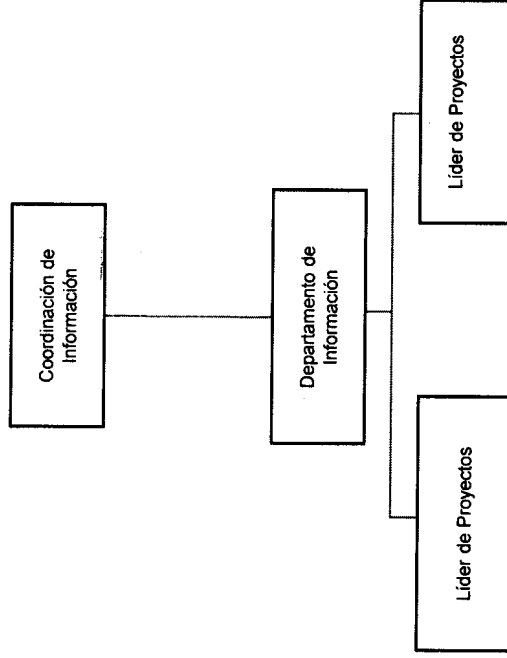 Coordinación de
Información
Departamento de
Información
Líder de Proyectos
Líder de Proyectos